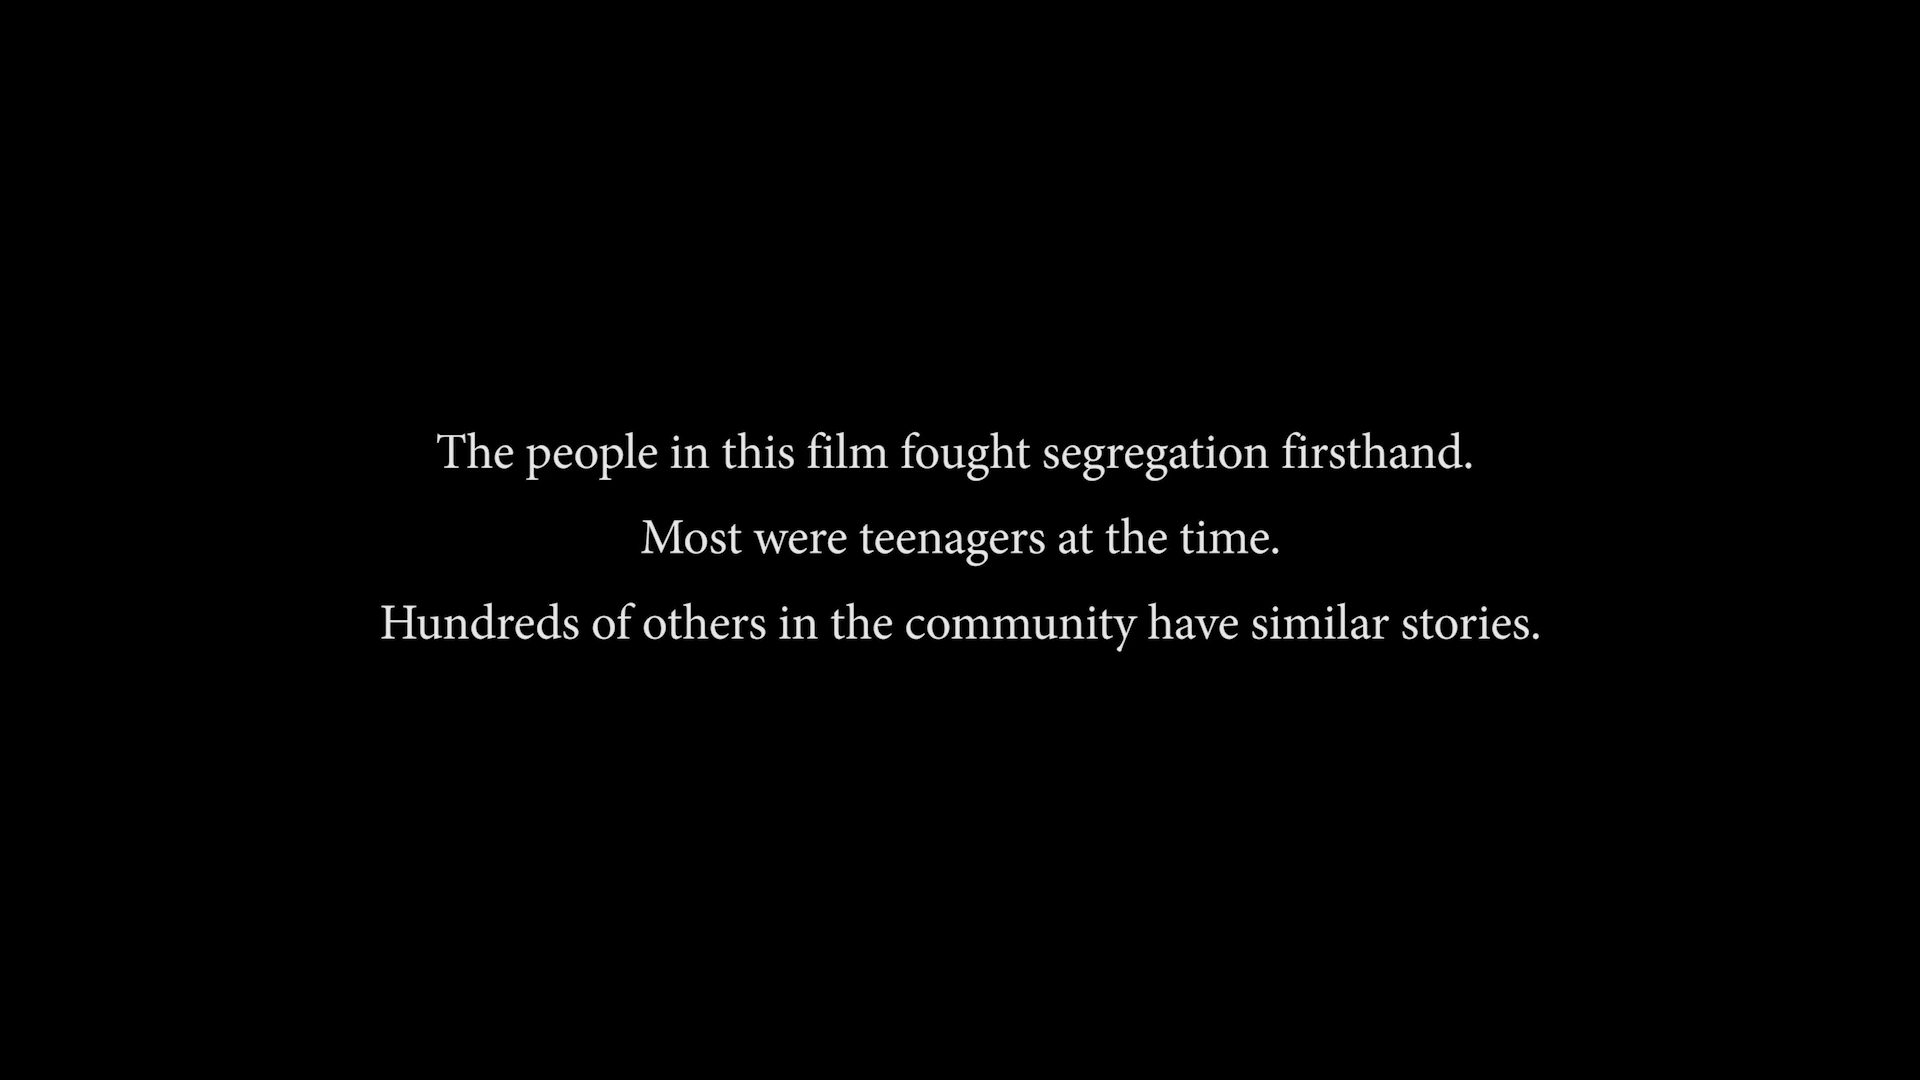 The people in this film fought segregation firsthand.
Most were teenagers at the time.
Hundreds of others in the community have similar stories.